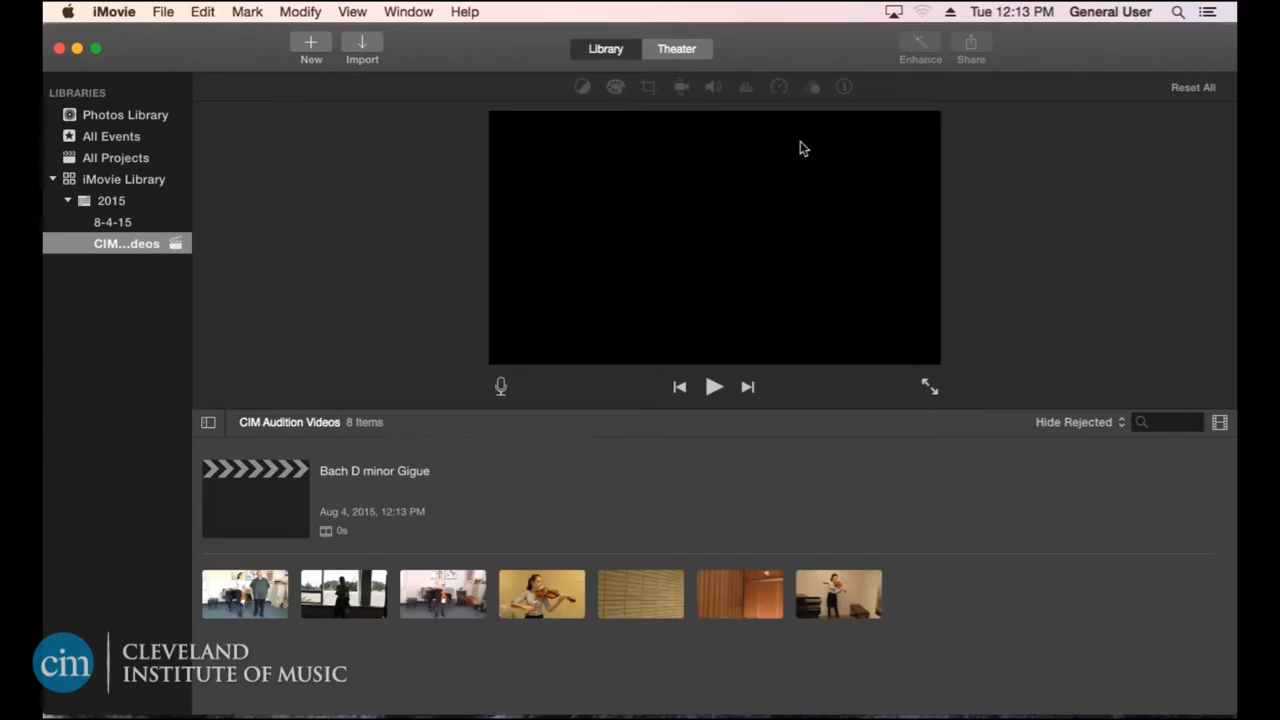 iMovie File Edit Mark Modify View Window Help
Tue 12:13 PM General User
New Import
Library Theater
Enhance Share
Reset All
LIBRARIES
Photos Library
All Events
All Projects
iMovie Library
2015
8-4-15
CIM...deos
CIM Audition Videos 8 Items
Hide Rejected
Bach D minor Gigue
Aug 4, 2015, 12:13 PM
0s
cim
CLEVELAND
INSTITUTE OF MUSIC